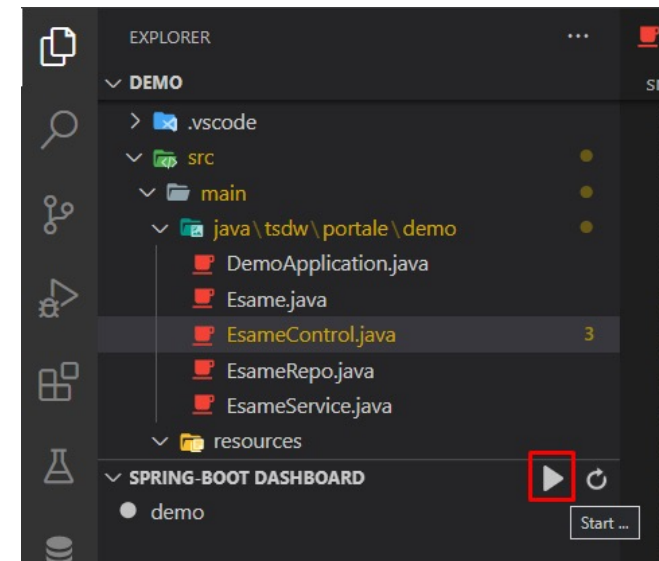 EXPLORER
DEMO
.vscode
src
main
java\tsdw\portale\demo
DemoApplication.java
Esame.java
EsameControl.java 3
EsameRepo.java
EsameService.java
resources
SPRING-BOOT DASHBOARD
demo
Start ...